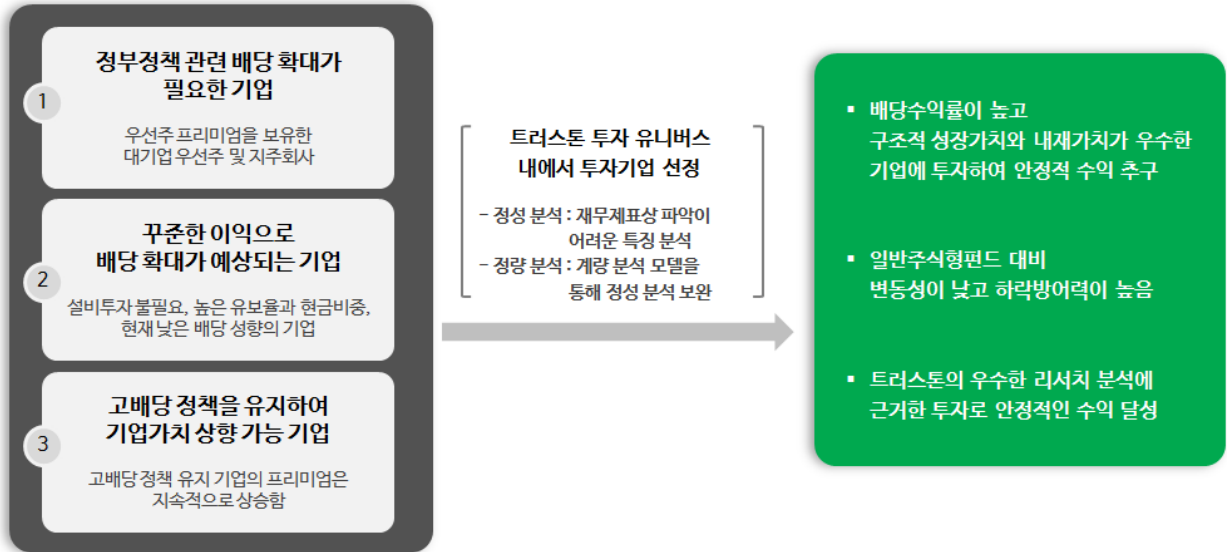 정부정책 관련 배당 확대가
필요한 기업
1
우선주 프리미엄을 보유한
대기업 우선주 및 지주회사
꾸준한 이익으로
배당 확대가 예상되는 기업
2
설비투자 불필요, 높은 유보율과 현금비중,
현재 낮은 배당 성향의 기업
고배당 정책을 유지하여
기업가치 상향 가능 기업
3
고배당 정책 유지 기업의 프리미엄은
지속적으로 상승함
트러스톤 투자 유니버스
내에서 투자기업 선정
- 정성 분석 : 재무제표상 파악이
어려운 특징 분석
- 정량 분석 : 계량 분석 모델을
통해 정성 분석 보완
▪ 배당수익률이 높고
구조적 성장가치와 내재가치가 우수한
기업에 투자하여 안정적 수익 추구
▪ 일반주식형펀드 대비
변동성이 낮고 하락방어력이 높음
▪ 트러스톤의 우수한 리서치 분석에
근거한 투자로 안정적인 수익 달성